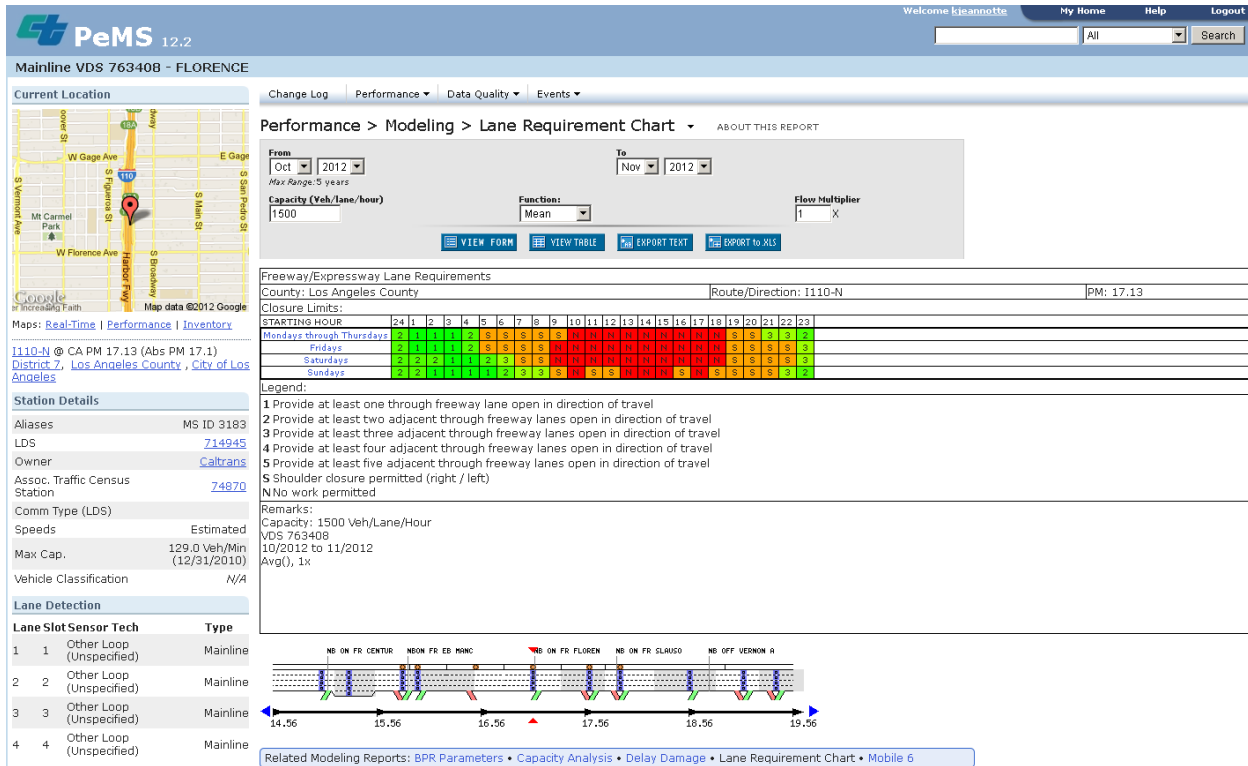 Welcome kjeannotte My Home Help Logout
PeMS 12.2
All Search
Mainline VDS 763408 - FLORENCE
Current Location
Change Log Performance Data Quality Events
Performance > Modeling > Lane Requirement Chart ABOUT THIS REPORT
From To
Oct 2012 Nov 2012
Max Range:5 years
Capacity (Veh/lane/hour) Function: Flow Multiplier
1500 Mean 1 X
VIEW FORM VIEW TABLE EXPORT TEXT EXPORT to .XLS
18A
W Gage Ave E Gage
110
S Vermont Ave
S Figueroa St
S Main St
S San Pedro St
Mt Carmel Park
W Florence Ave
Harbor Fwy
S Broadway
Google
Map data ©2012 Google
Maps: Real-Time | Performance | Inventory
I110-N @ CA PM 17.13 (Abs PM 17.1)
District 7, Los Angeles County , City of Los Angeles
Station Details
Aliases MS ID 3183
LDS 714945
Owner Caltrans
Assoc. Traffic Census Station 74870
Comm Type (LDS)
Speeds Estimated
Max Cap. 129.0 Veh/Min (12/31/2010)
Vehicle Classification N/A
Lane Detection
Lane Slot Sensor Tech Type
1 1 Other Loop (Unspecified) Mainline
2 2 Other Loop (Unspecified) Mainline
3 3 Other Loop (Unspecified) Mainline
4 4 Other Loop (Unspecified) Mainline
Freeway/Expressway Lane Requirements
County: Los Angeles County Route/Direction: I110-N PM: 17.13
Closure Limits:
STARTING HOUR 24 1 2 3 4 5 6 7 8 9 10 11 12 13 14 15 16 17 18 19 20 21 22 23
Mondays through Thursdays 2 1 1 1 2 S S S S S N N N N N N N N N S S 3 3 2
Fridays 2 1 1 1 2 S S S S N N N N N N N N N N S S S S 3
Saturdays 2 2 2 1 1 2 3 S S N N N N N N N N N N S S S S 3
Sundays 2 2 1 1 1 1 2 3 3 S N S S N N N S N S S S S 3 2
Legend:
1 Provide at least one through freeway lane open in direction of travel
2 Provide at least two adjacent through freeway lanes open in direction of travel
3 Provide at least three adjacent through freeway lanes open in direction of travel
4 Provide at least four adjacent through freeway lanes open in direction of travel
5 Provide at least five adjacent through freeway lanes open in direction of travel
S Shoulder closure permitted (right / left)
N No work permitted
Remarks:
Capacity: 1500 Veh/Lane/Hour
VDS 763408
10/2012 to 11/2012
Avg(), 1x
NB ON FR CENTUR NBON FR EB MANC NB ON FR FLOREN NB ON FR SLAUSO NB OFF VERNON A
14.56 15.56 16.56 17.56 18.56 19.56
Related Modeling Reports: BPR Parameters • Capacity Analysis • Delay Damage • Lane Requirement Chart • Mobile 6